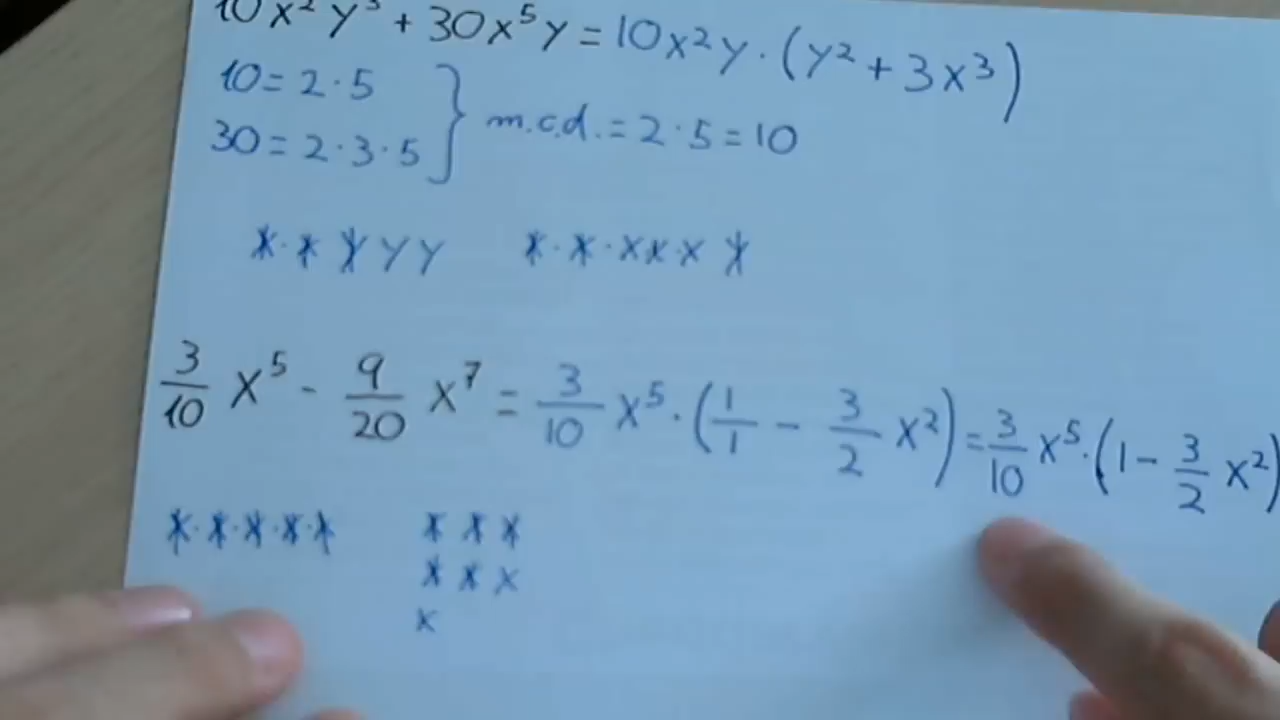 10x²y³ + 30x⁵y = 10x²y · (y² + 3x³)
10 = 2 · 5
30 = 2 · 3 · 5
} m.c.d. = 2 · 5 = 10
x · x y y y x · x · x x x y
3/10 x⁵ - 9/20 x⁷ = 3/10 x⁵ · (1/1 - 3/2 x²) = 3/10 x⁵ · (1 - 3/2 x²)
x · x · x · x · x x x x
x x x
x